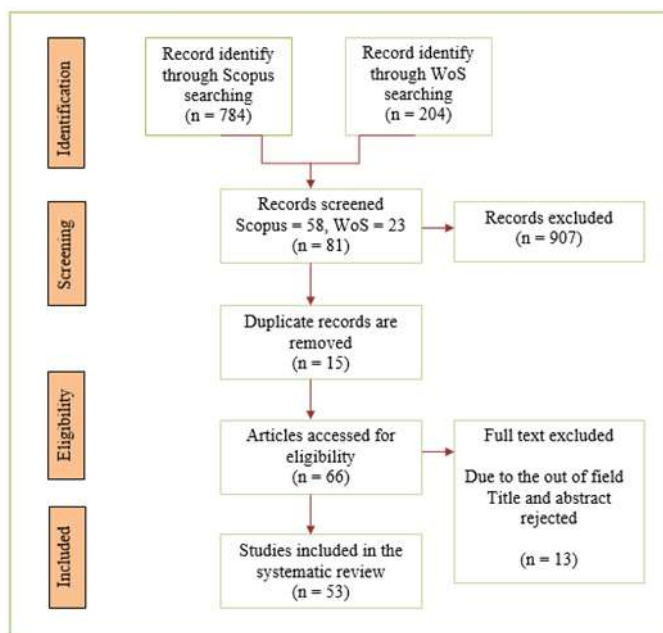 Identification
Record identify
through Scopus
searching
(n = 784)
Record identify
through WoS
searching
(n = 204)
Screening
Records screened
Scopus = 58, WoS = 23
(n = 81)
Records excluded
(n = 907)
Duplicate records are
removed
(n = 15)
Eligibility
Articles accessed for
eligibility
(n = 66)
Full text excluded
Due to the out of field
Title and abstract
rejected
(n = 13)
Included
Studies included in the
systematic review
(n = 53)